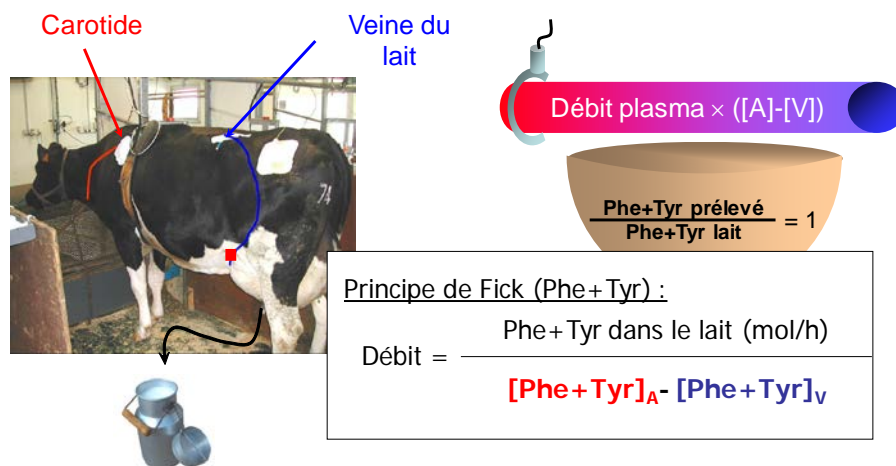 Carotide
Veine du
lait
Débit plasma × ([A]-[V])
Phe+Tyr prélevé
Phe+Tyr lait
= 1
74
Principe de Fick (Phe+Tyr) :
Phe+Tyr dans le lait (mol/h)
Débit =
[Phe+Tyr]A- [Phe+Tyr]V